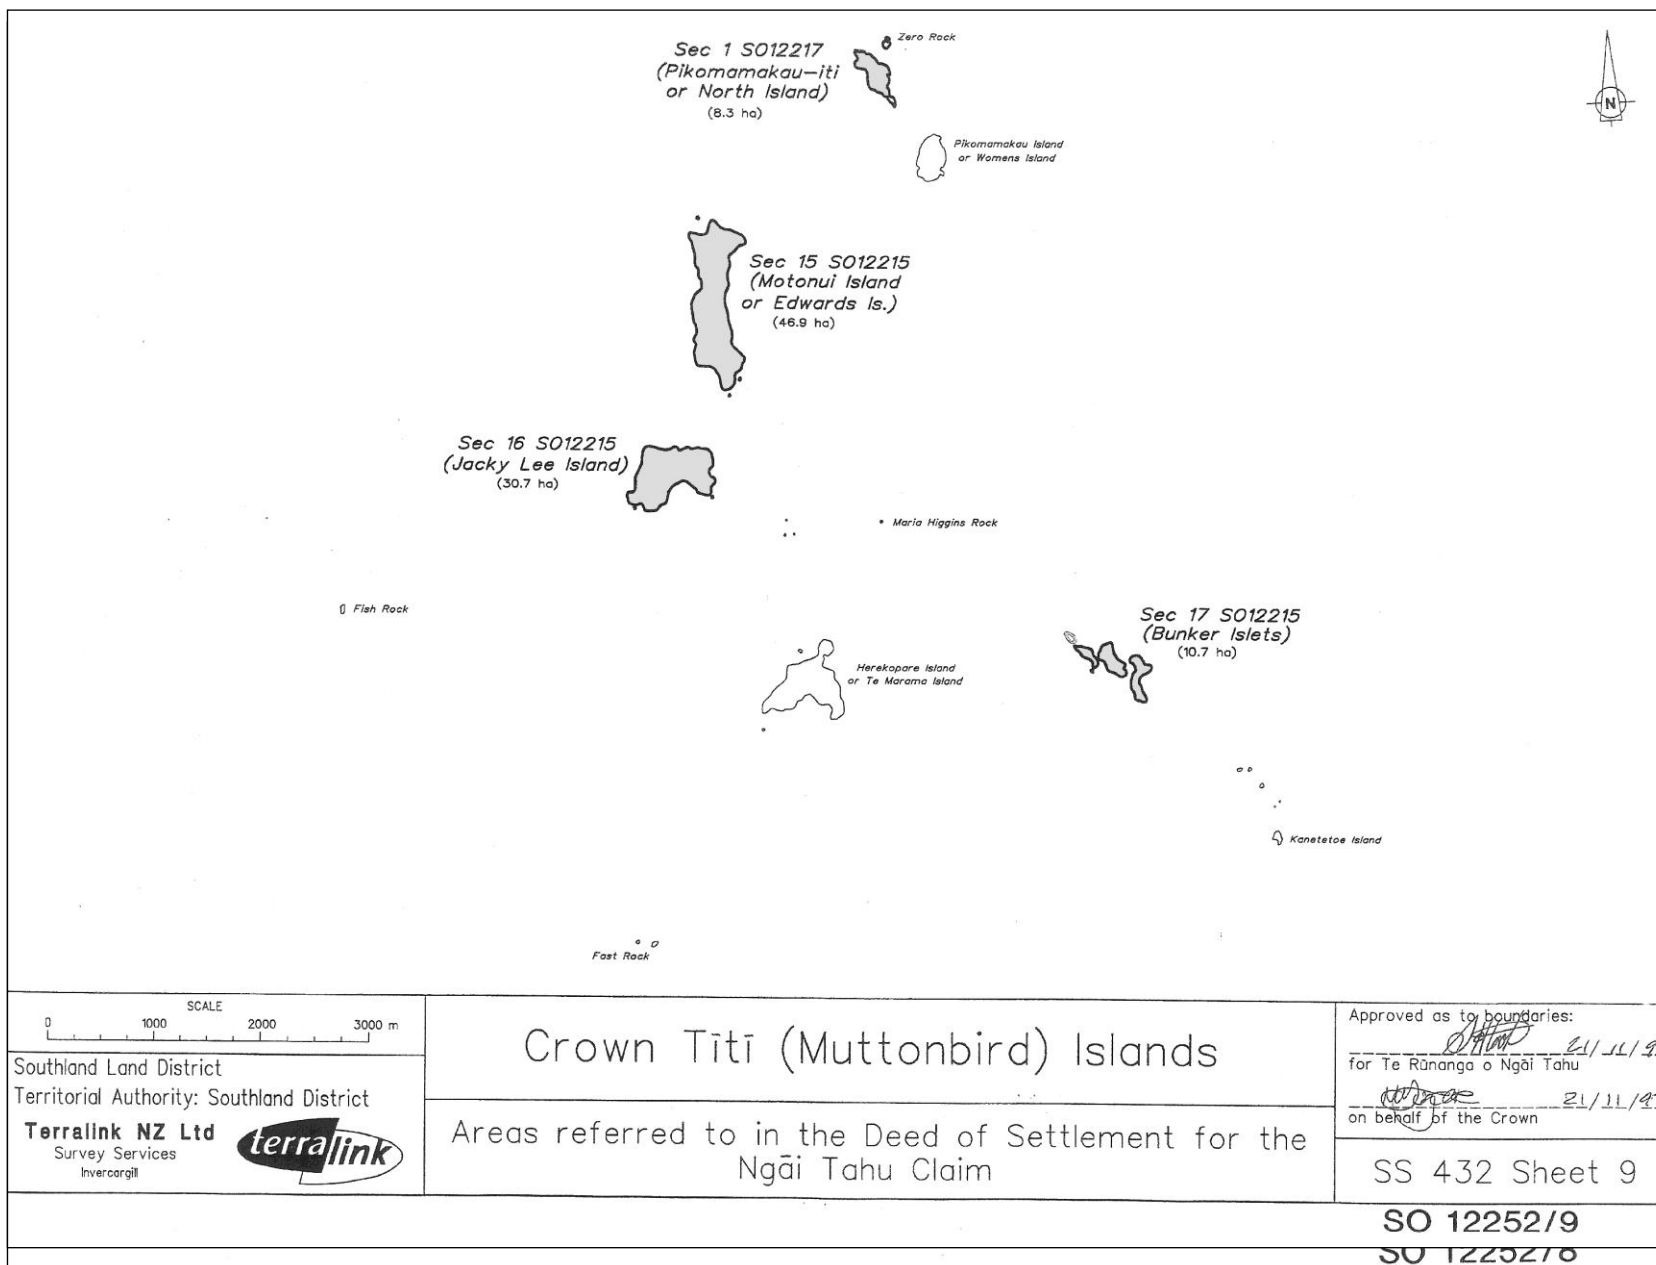 Zero Rock
Sec 1 SO12217
(Pikomamakau-iti
or North Island)
(8.3 ha)
N
Pikomamakau Island
or Womens Island
Sec 15 SO12215
(Motonui Island
or Edwards Is.)
(46.9 ha)
Sec 16 SO12215
(Jacky Lee Island)
(30.7 ha)
Maria Higgins Rock
Fish Rock
Sec 17 SO12215
(Bunker Islets)
(10.7 ha)
Herekopare Island
or Te Marama Island
Kanetetoe Island
Fast Rock
SCALE
0 1000 2000 3000 m
Southland Land District
Territorial Authority: Southland District
Terralink NZ Ltd
Survey Services
Invercargill
terralink
Crown Tītī (Muttonbird) Islands
Areas referred to in the Deed of Settlement for the
Ngāi Tahu Claim
Approved as to boundaries:
21/11/9
for Te Rūnanga o Ngāi Tahu
21/11/9
on behalf of the Crown
SS 432 Sheet 9
SO 12252/9
SO 12252/8